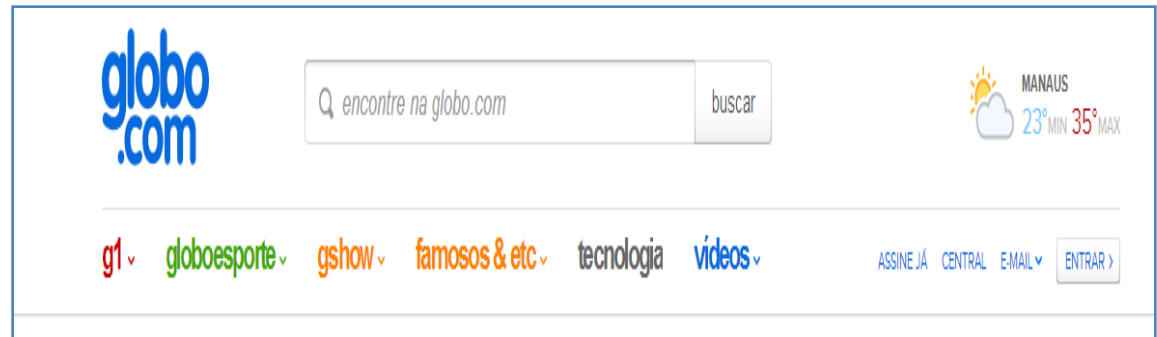 globo
.com
encontre na globo.com
buscar
MANAUS
23°MIN 35°MAX
g1 globoesporte gshow famosos & etc tecnologia vídeos
ASSINE JÁ CENTRAL E-MAIL ENTRAR >